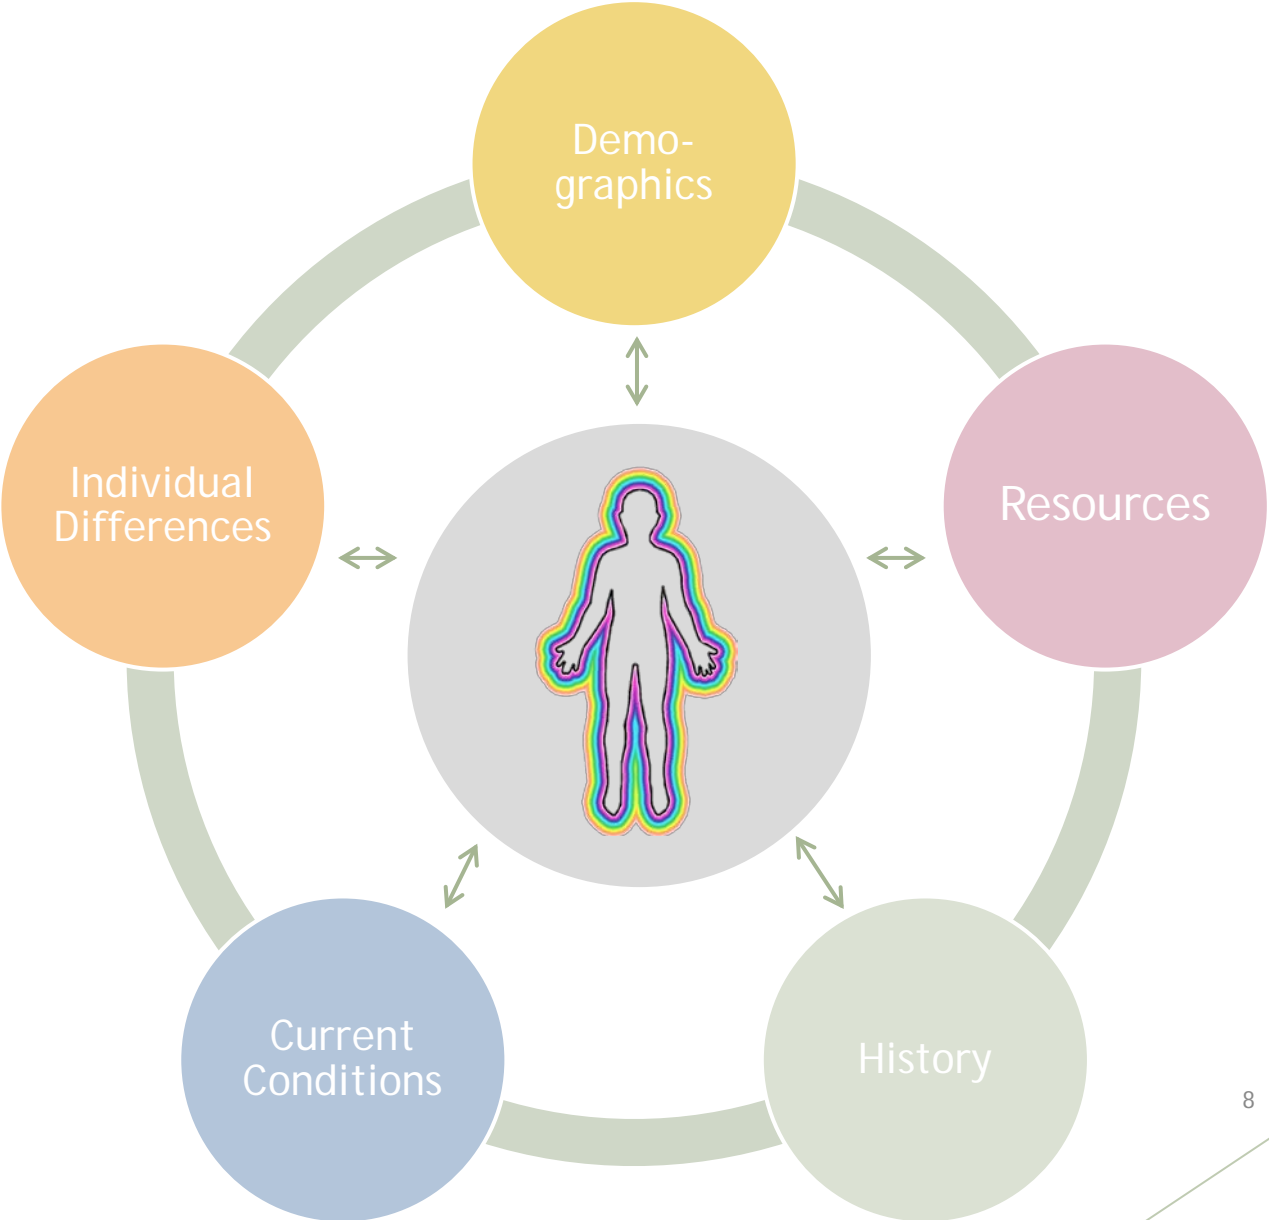 Demo-
graphics
Individual
Differences
Resources
Current
Conditions
History
8